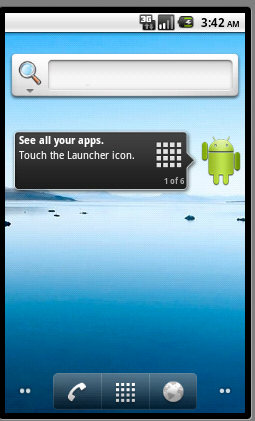 3G
3:42 AM
See all your apps.
Touch the Launcher icon.
1 of 6